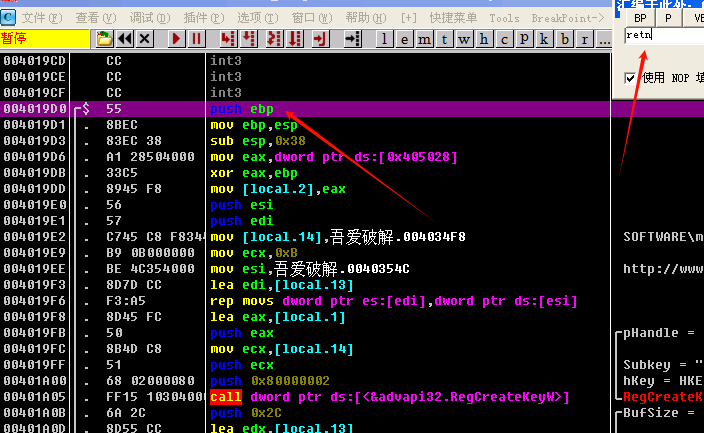 文件(F) 查看(V) 调试(D) 插件(P) 选项(T) 窗口(W) 帮助(H) [+] 快捷菜单 Tools BreakPoint->
汇编于此处:
BP P VE
暂停 l e m t w h c p k b r ...
retn
使用 NOP 填
004019CD CC int3
004019CE CC int3
004019CF CC int3
004019D0 $ 55 push ebp
004019D1 . 8BEC mov ebp,esp
004019D3 . 83EC 38 sub esp,0x38
004019D6 . A1 28504000 mov eax,dword ptr ds:[0x405028]
004019DB . 33C5 xor eax,ebp
004019DD . 8945 F8 mov [local.2],eax
004019E0 . 56 push esi
004019E1 . 57 push edi
004019E2 . C745 C8 F834 mov [local.14],吾爱破解.004034F8 SOFTWARE\m
004019E9 . B9 0B000000 mov ecx,0xB
004019EE . BE 4C354000 mov esi,吾爱破解.0040354C http://www
004019F3 . 8D7D CC lea edi,[local.13]
004019F6 . F3:A5 rep movs dword ptr es:[edi],dword ptr ds:[esi]
004019F8 . 8D45 FC lea eax,[local.1]
004019FB . 50 push eax pHandle =
004019FC . 8B4D C8 mov ecx,[local.14]
004019FF . 51 push ecx Subkey = "
00401A00 . 68 02000080 push 0x80000002 hKey = HKE
00401A05 . FF15 10304000 call dword ptr ds:[<&advapi32.RegCreateKeyW>] RegCreateK
00401A0B . 6A 2C push 0x2C BufSize =
00401A0D . 8D55 CC lea edx,[local.13]